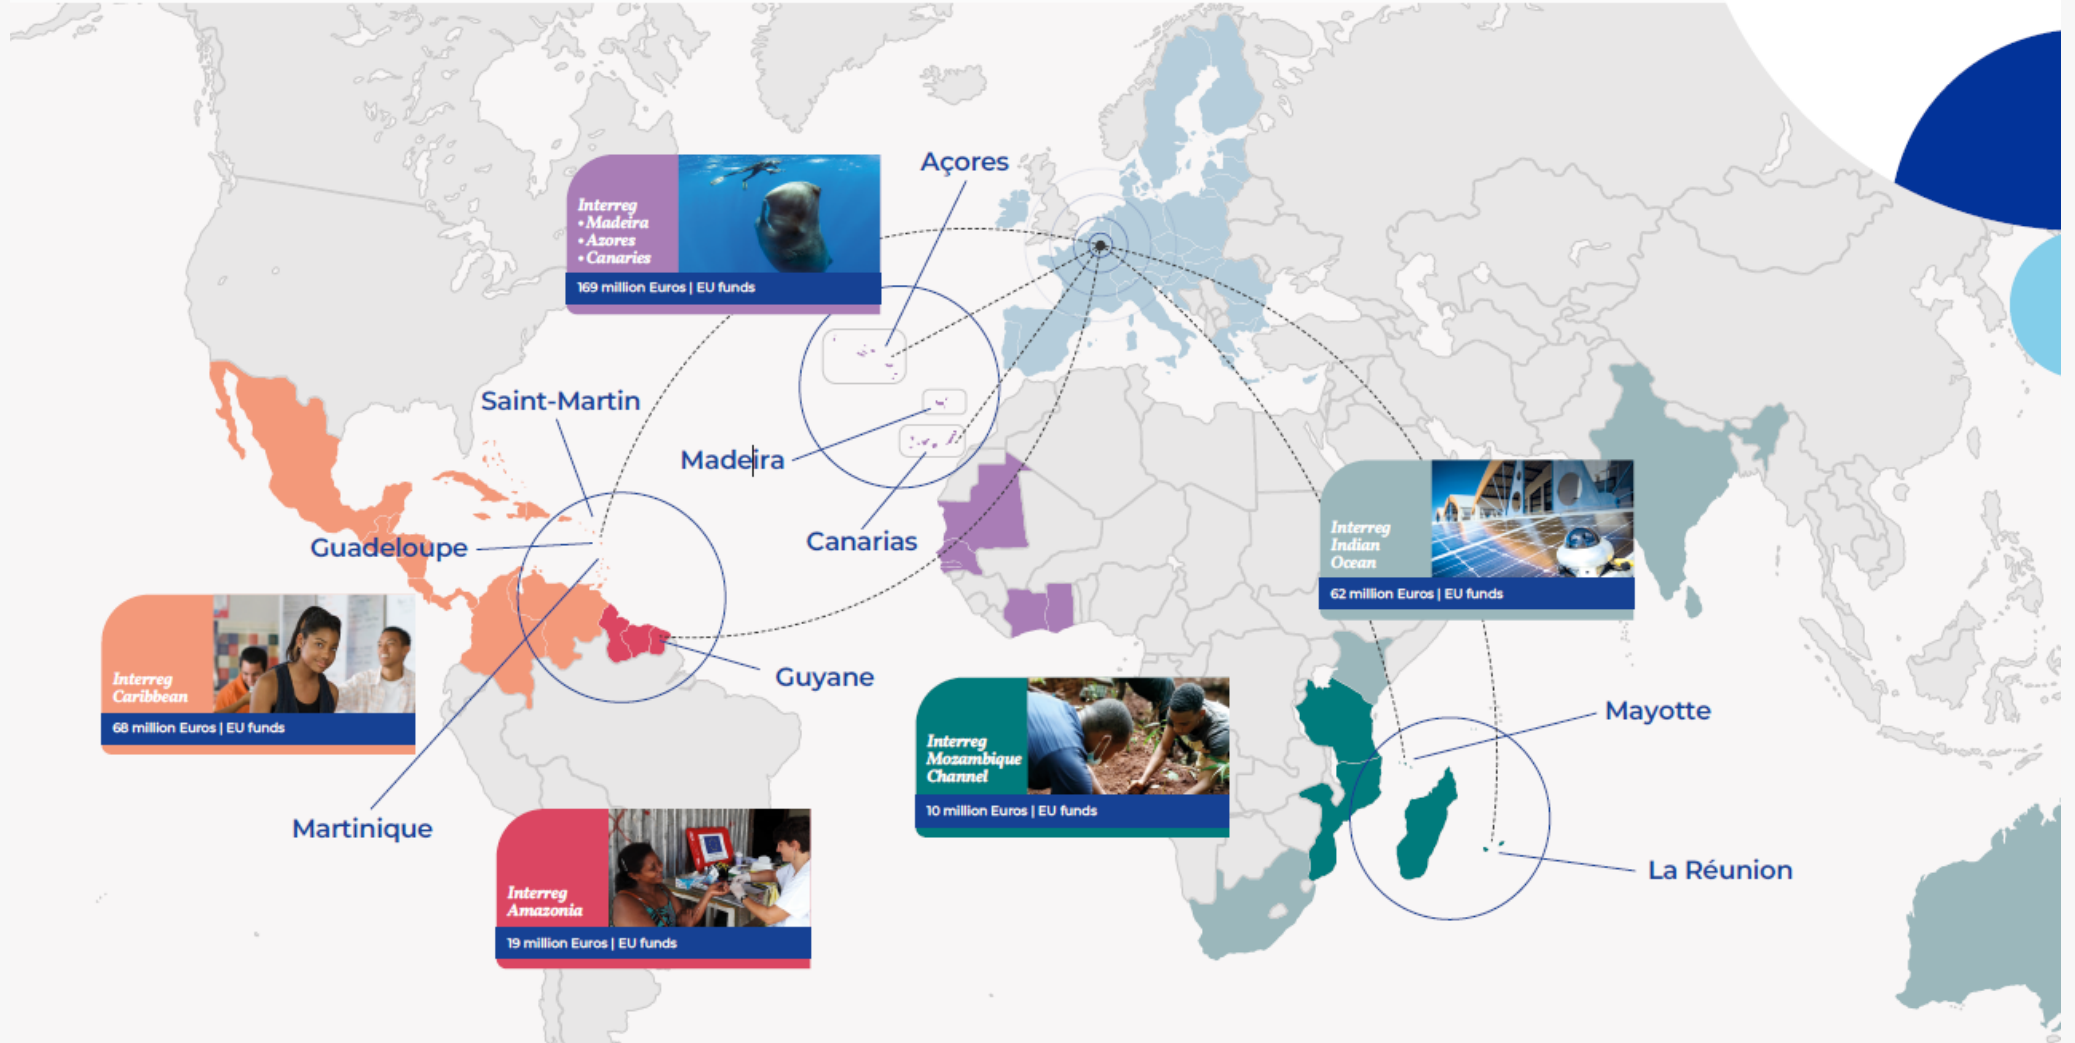 Açores
Interreg
• Madeira
• Azores
• Canaries
169 million Euros | EU funds
Saint-Martin
Madeira
Canarias
Guadeloupe
Interreg
Indian
Ocean
62 million Euros | EU funds
Interreg
Caribbean
68 million Euros | EU funds
Guyane
Interreg
Mozambique
Channel
10 million Euros | EU funds
Mayotte
Martinique
La Réunion
Interreg
Amazonia
19 million Euros | EU funds